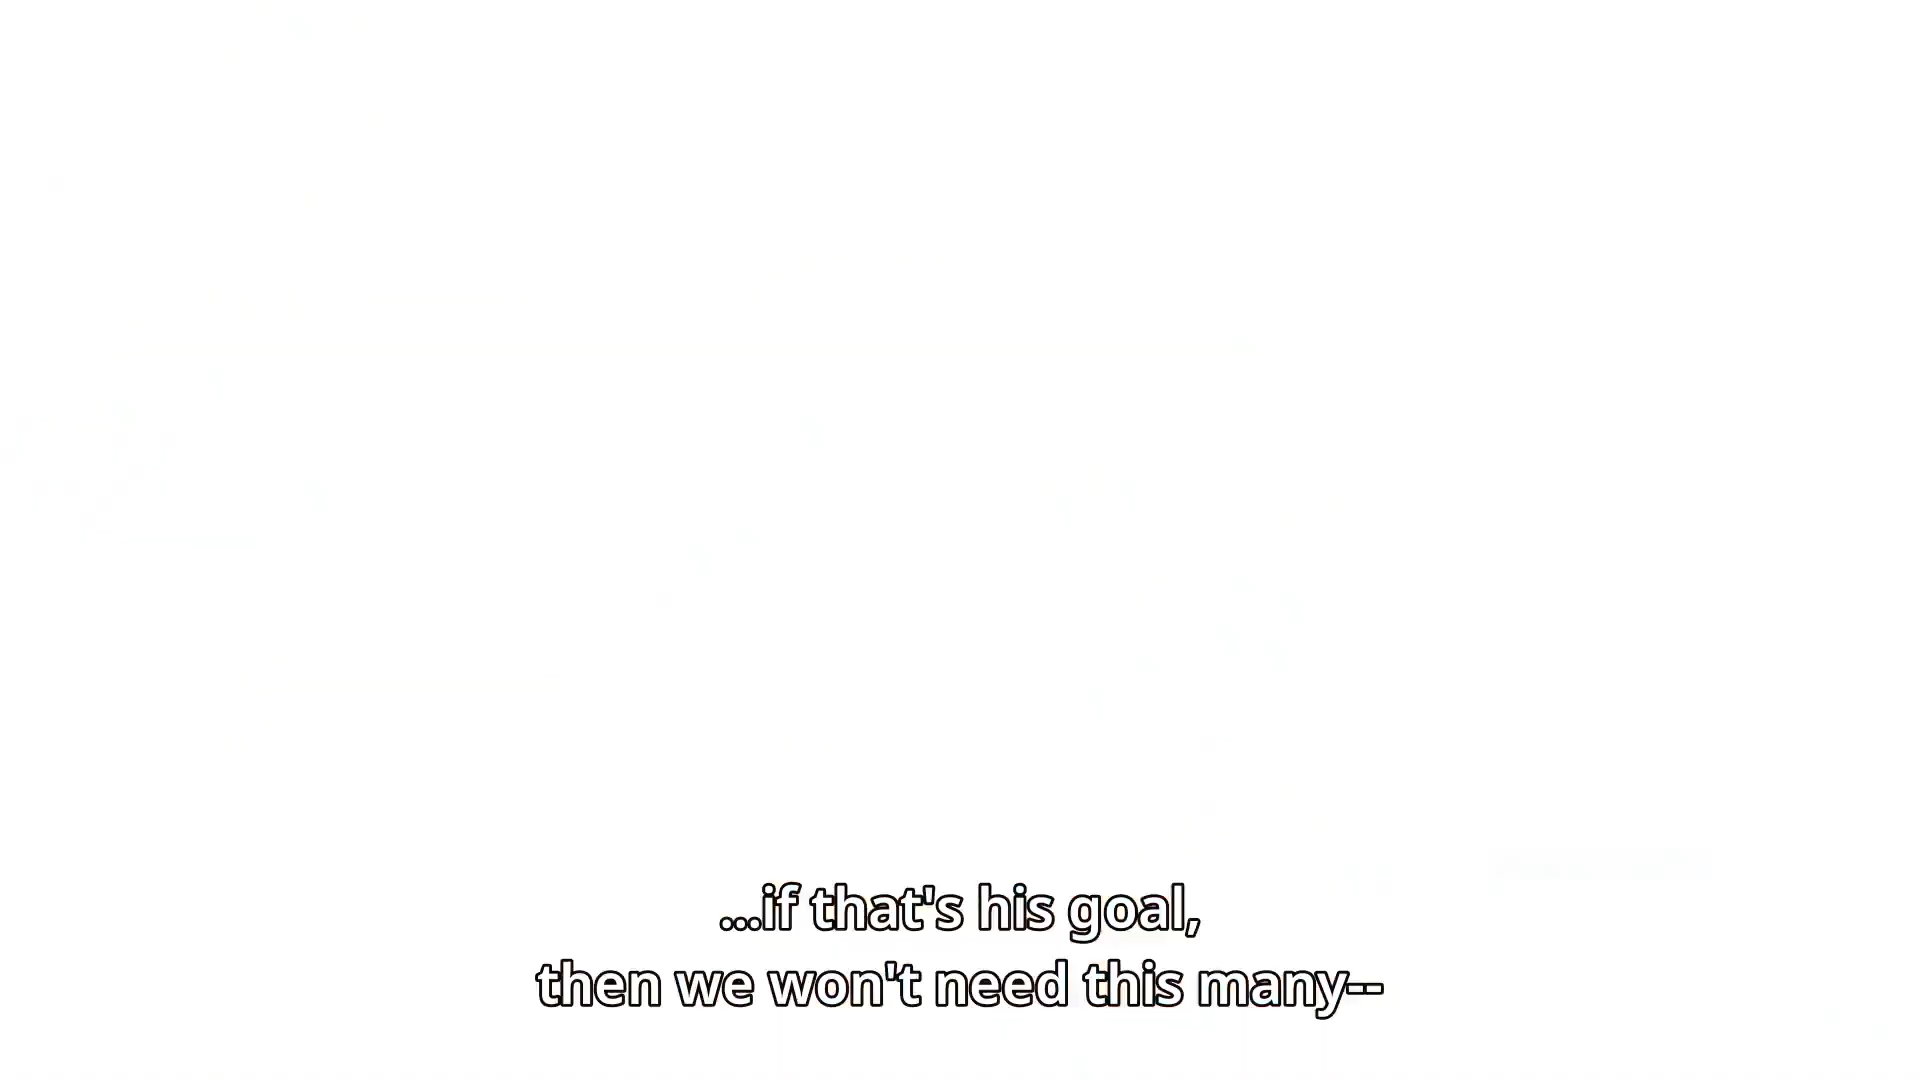 ...if that's his goal,
then we won't need this many--